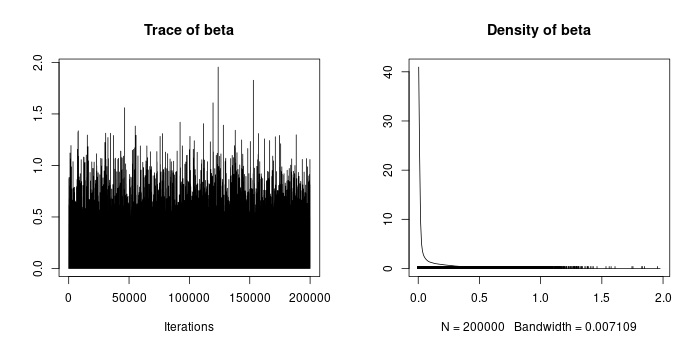 Trace of beta
2.0
1.5
1.0
0.5
0.0
0 50000 100000 150000 200000
Iterations
Density of beta
40
30
20
10
0
0.0 0.5 1.0 1.5 2.0
N = 200000 Bandwidth = 0.007109